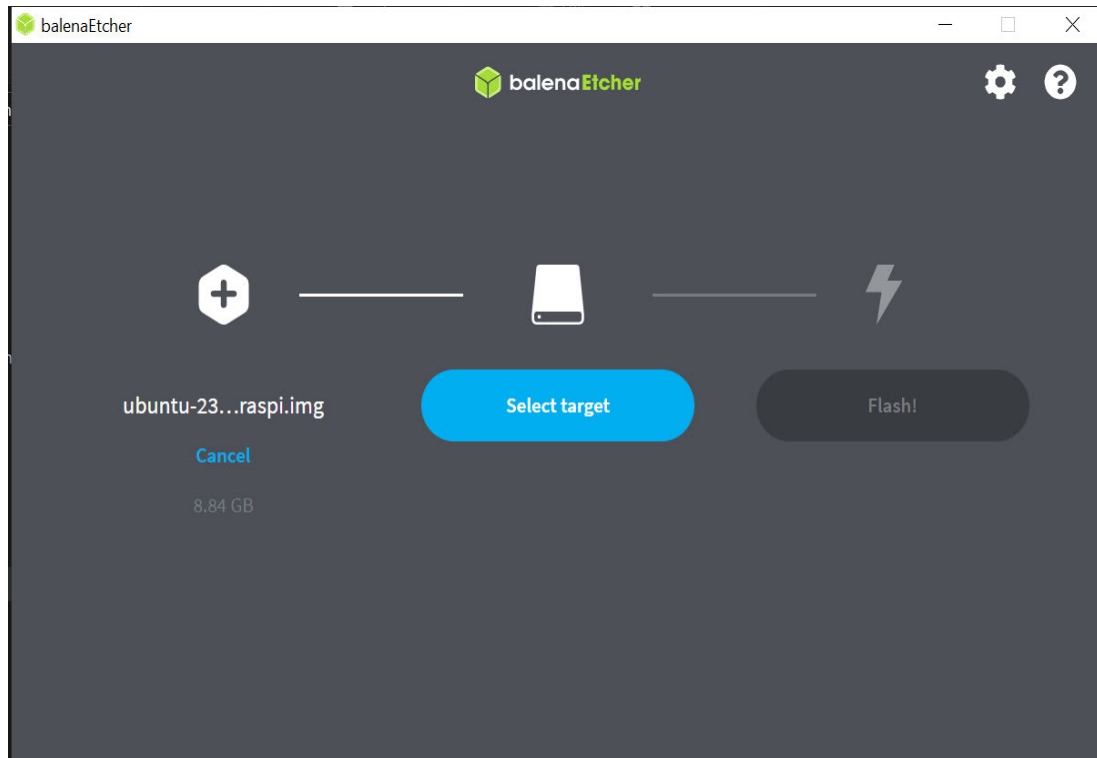 balenaEtcher
balenaEtcher
ubuntu-23...raspi.img
Select target
Flash!
Cancel
8.84 GB